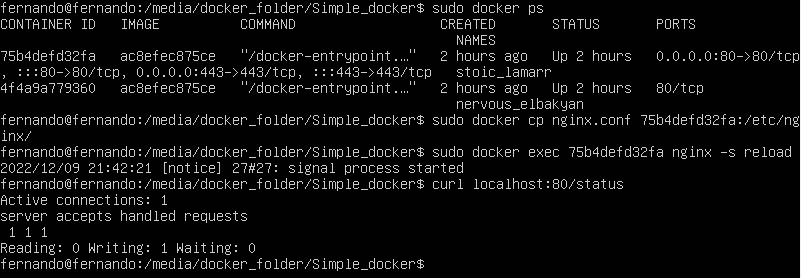 fernando@fernando:/media/docker_folder/Simple_docker$ sudo docker ps
CONTAINER ID   IMAGE          COMMAND                  CREATED       STATUS       PORTS
                                                         NAMES
75b4defd32fa   ac8efec875ce   "/docker-entrypoint.…"   2 hours ago   Up 2 hours   0.0.0.0:80->80/tcp
, :::80->80/tcp, 0.0.0.0:443->443/tcp, :::443->443/tcp   stoic_lamarr
4f4a9a779360   ac8efec875ce   "/docker-entrypoint.…"   2 hours ago   Up 2 hours   80/tcp
                                                         nervous_elbakyan
fernando@fernando:/media/docker_folder/Simple_docker$ sudo docker cp nginx.conf 75b4defd32fa:/etc/ng
inx/
fernando@fernando:/media/docker_folder/Simple_docker$ sudo docker exec 75b4defd32fa nginx -s reload
2022/12/09 21:42:21 [notice] 27#27: signal process started
fernando@fernando:/media/docker_folder/Simple_docker$ curl localhost:80/status
Active connections: 1
server accepts handled requests
 1 1 1
Reading: 0 Writing: 1 Waiting: 0
fernando@fernando:/media/docker_folder/Simple_docker$